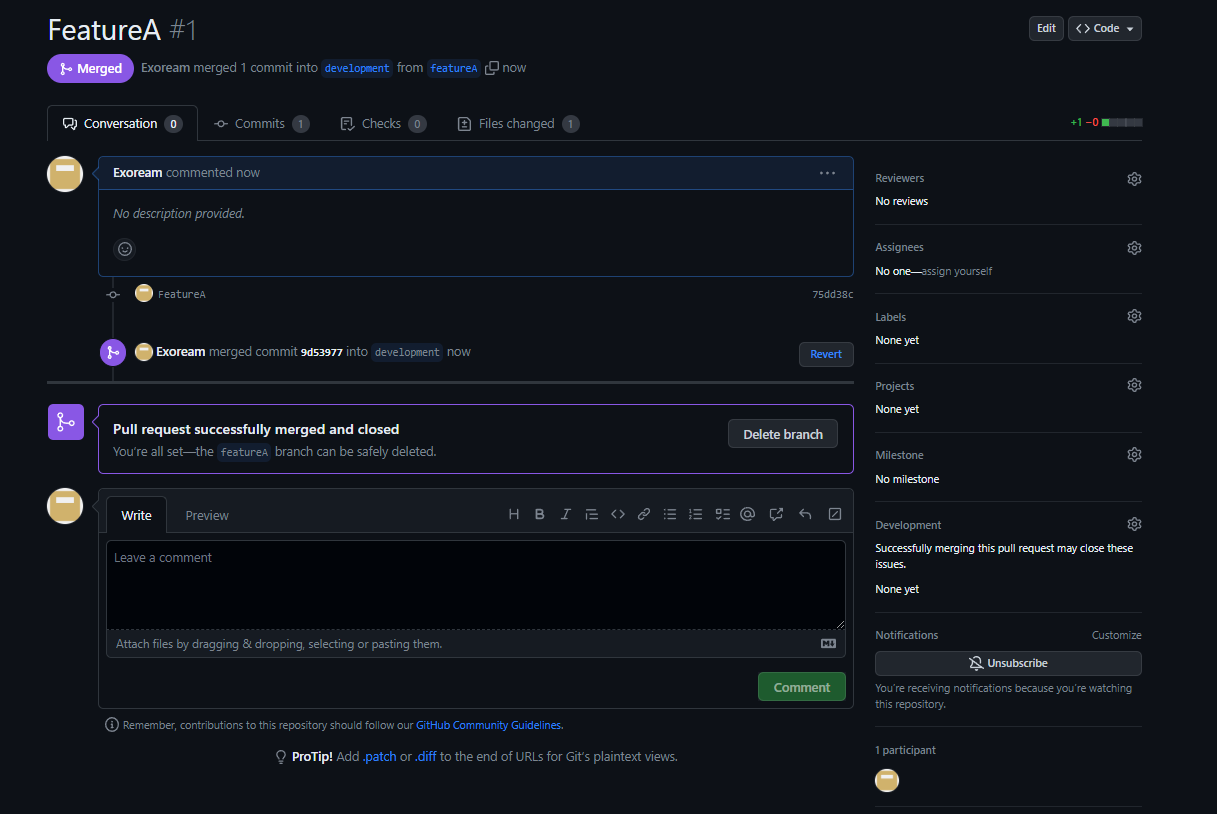 FeatureA #1
Edit
Code
Merged
Exoream merged 1 commit into development from featureA now
Conversation 0
Commits 1
Checks 0
Files changed 1
+1 −0
Exoream commented now
No description provided.
FeatureA
75dd38c
Exoream merged commit 9d53977 into development now
Revert
Pull request successfully merged and closed
You're all set—the featureA branch can be safely deleted.
Delete branch
Write
Preview
Leave a comment
Attach files by dragging & dropping, selecting or pasting them.
Comment
Remember, contributions to this repository should follow our GitHub Community Guidelines.
ProTip! Add .patch or .diff to the end of URLs for Git's plaintext views.
Reviewers
No reviews
Assignees
No one—assign yourself
Labels
None yet
Projects
None yet
Milestone
No milestone
Development
Successfully merging this pull request may close these
issues.
None yet
Notifications
Customize
Unsubscribe
You're receiving notifications because you're watching
this repository.
1 participant